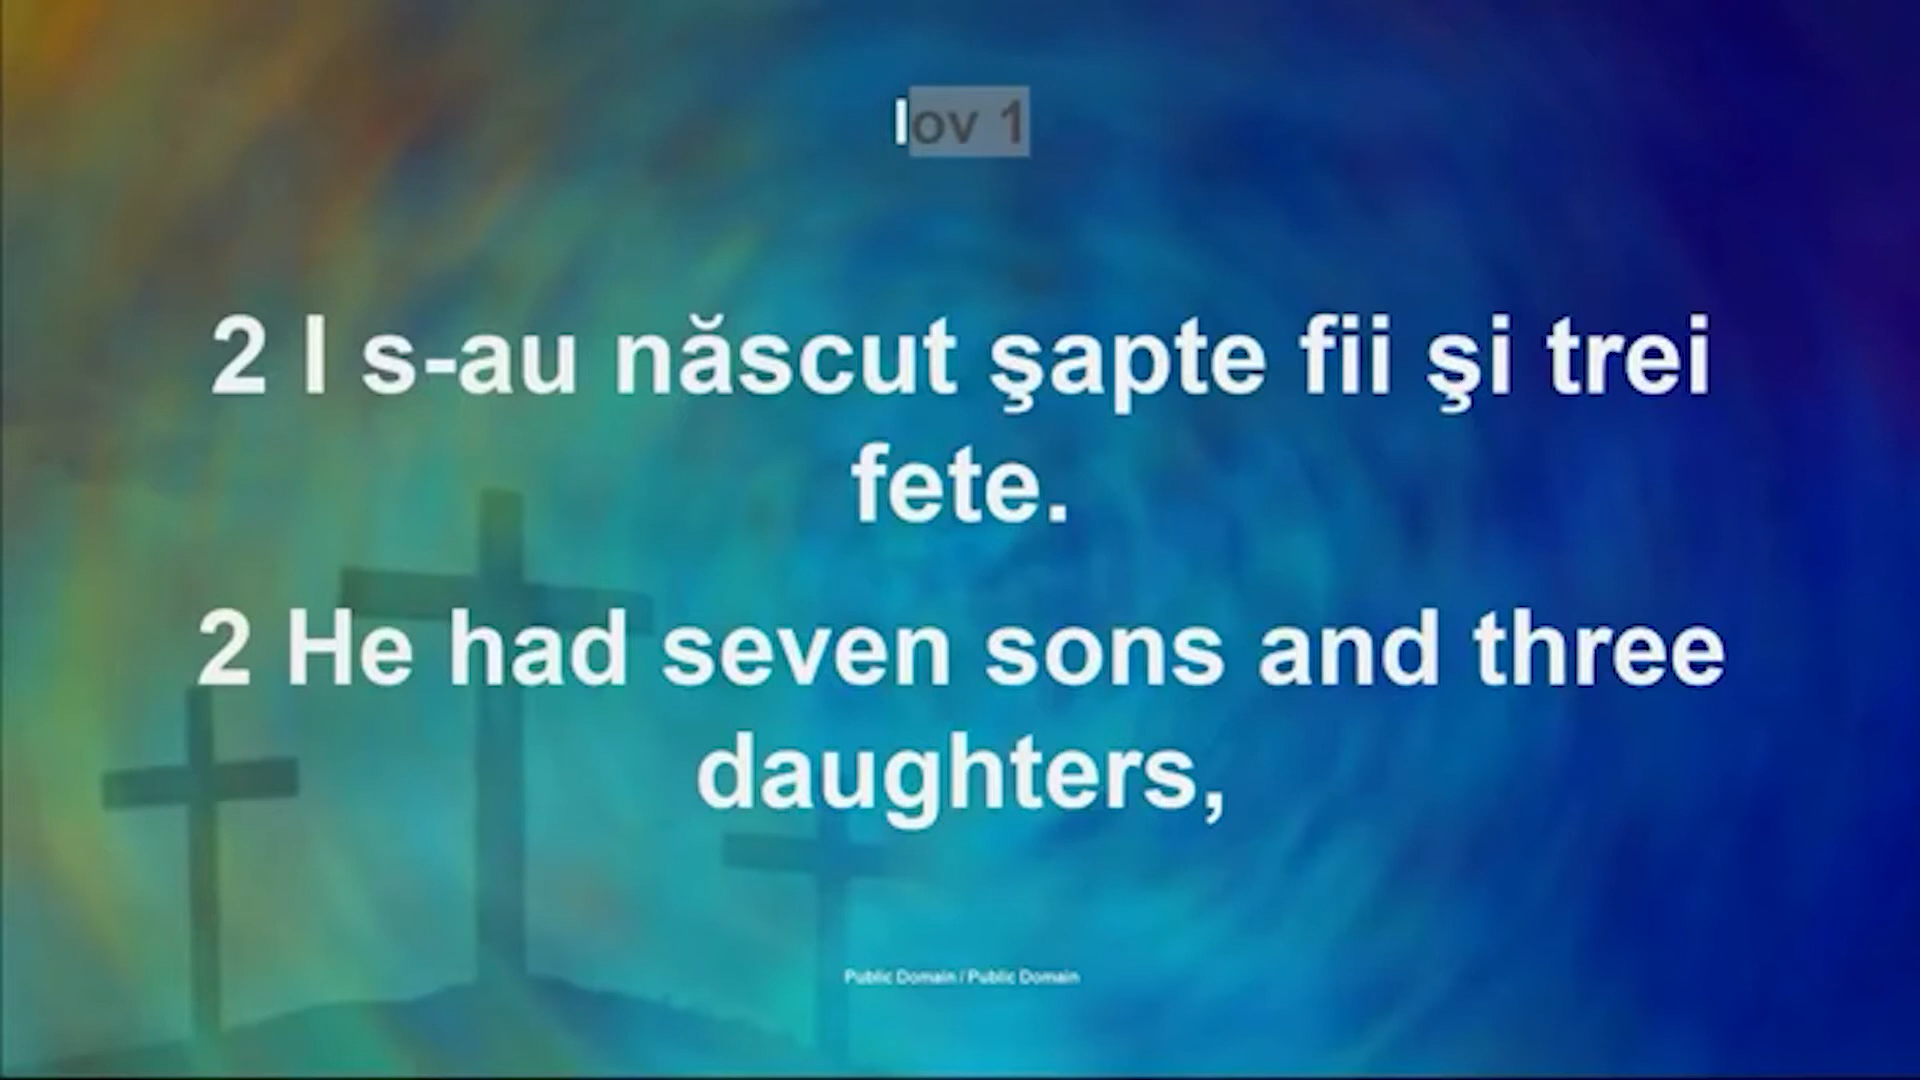 Iov 1
2 I s-au născut şapte fii şi trei
fete.
2 He had seven sons and three
daughters,
Public Domain / Public Domain